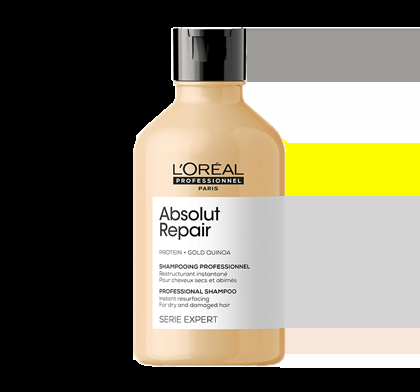 L'ORÉAL
PROFESSIONNEL
PARIS
Absolut
Repair
PROTEIN + GOLD QUINOA
SHAMPOOING PROFESSIONNEL
Restructurant instantané
Pour cheveux secs et abîmés
PROFESSIONAL SHAMPOO
Instant resurfacing
For dry and damaged hair
SERIE EXPERT